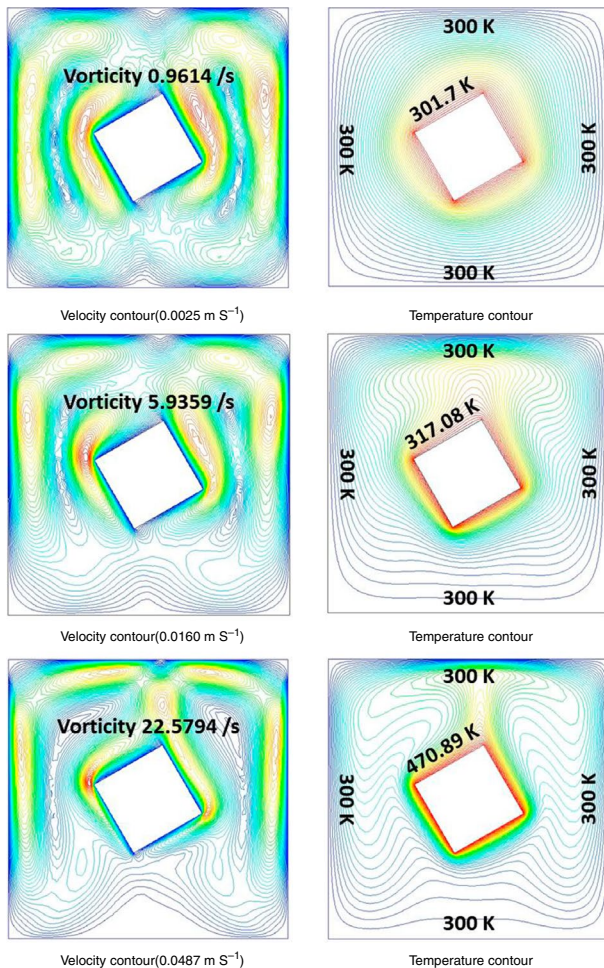 Vorticity 0.9614 /s
300 K
301.7 K
300 K
300 K
300 K
Velocity contour(0.0025 m S⁻¹)
Temperature contour
Vorticity 5.9359 /s
300 K
317.08 K
300 K
300 K
300 K
Velocity contour(0.0160 m S⁻¹)
Temperature contour
Vorticity 22.5794 /s
300 K
470.89 K
300 K
300 K
300 K
Velocity contour(0.0487 m S⁻¹)
Temperature contour